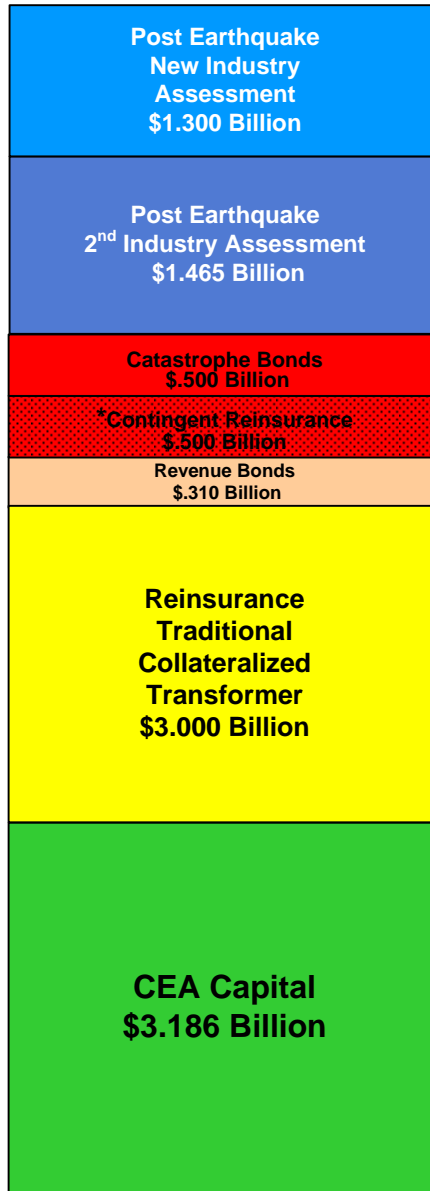 Post Earthquake
New Industry
Assessment
$1.300 Billion
Post Earthquake
2nd Industry Assessment
$1.465 Billion
Catastrophe Bonds
$.500 Billion
*Contingent Reinsurance
$.500 Billion
Revenue Bonds
$.310 Billion
Reinsurance
Traditional
Collateralized
Transformer
$3.000 Billion
CEA Capital
$3.186 Billion